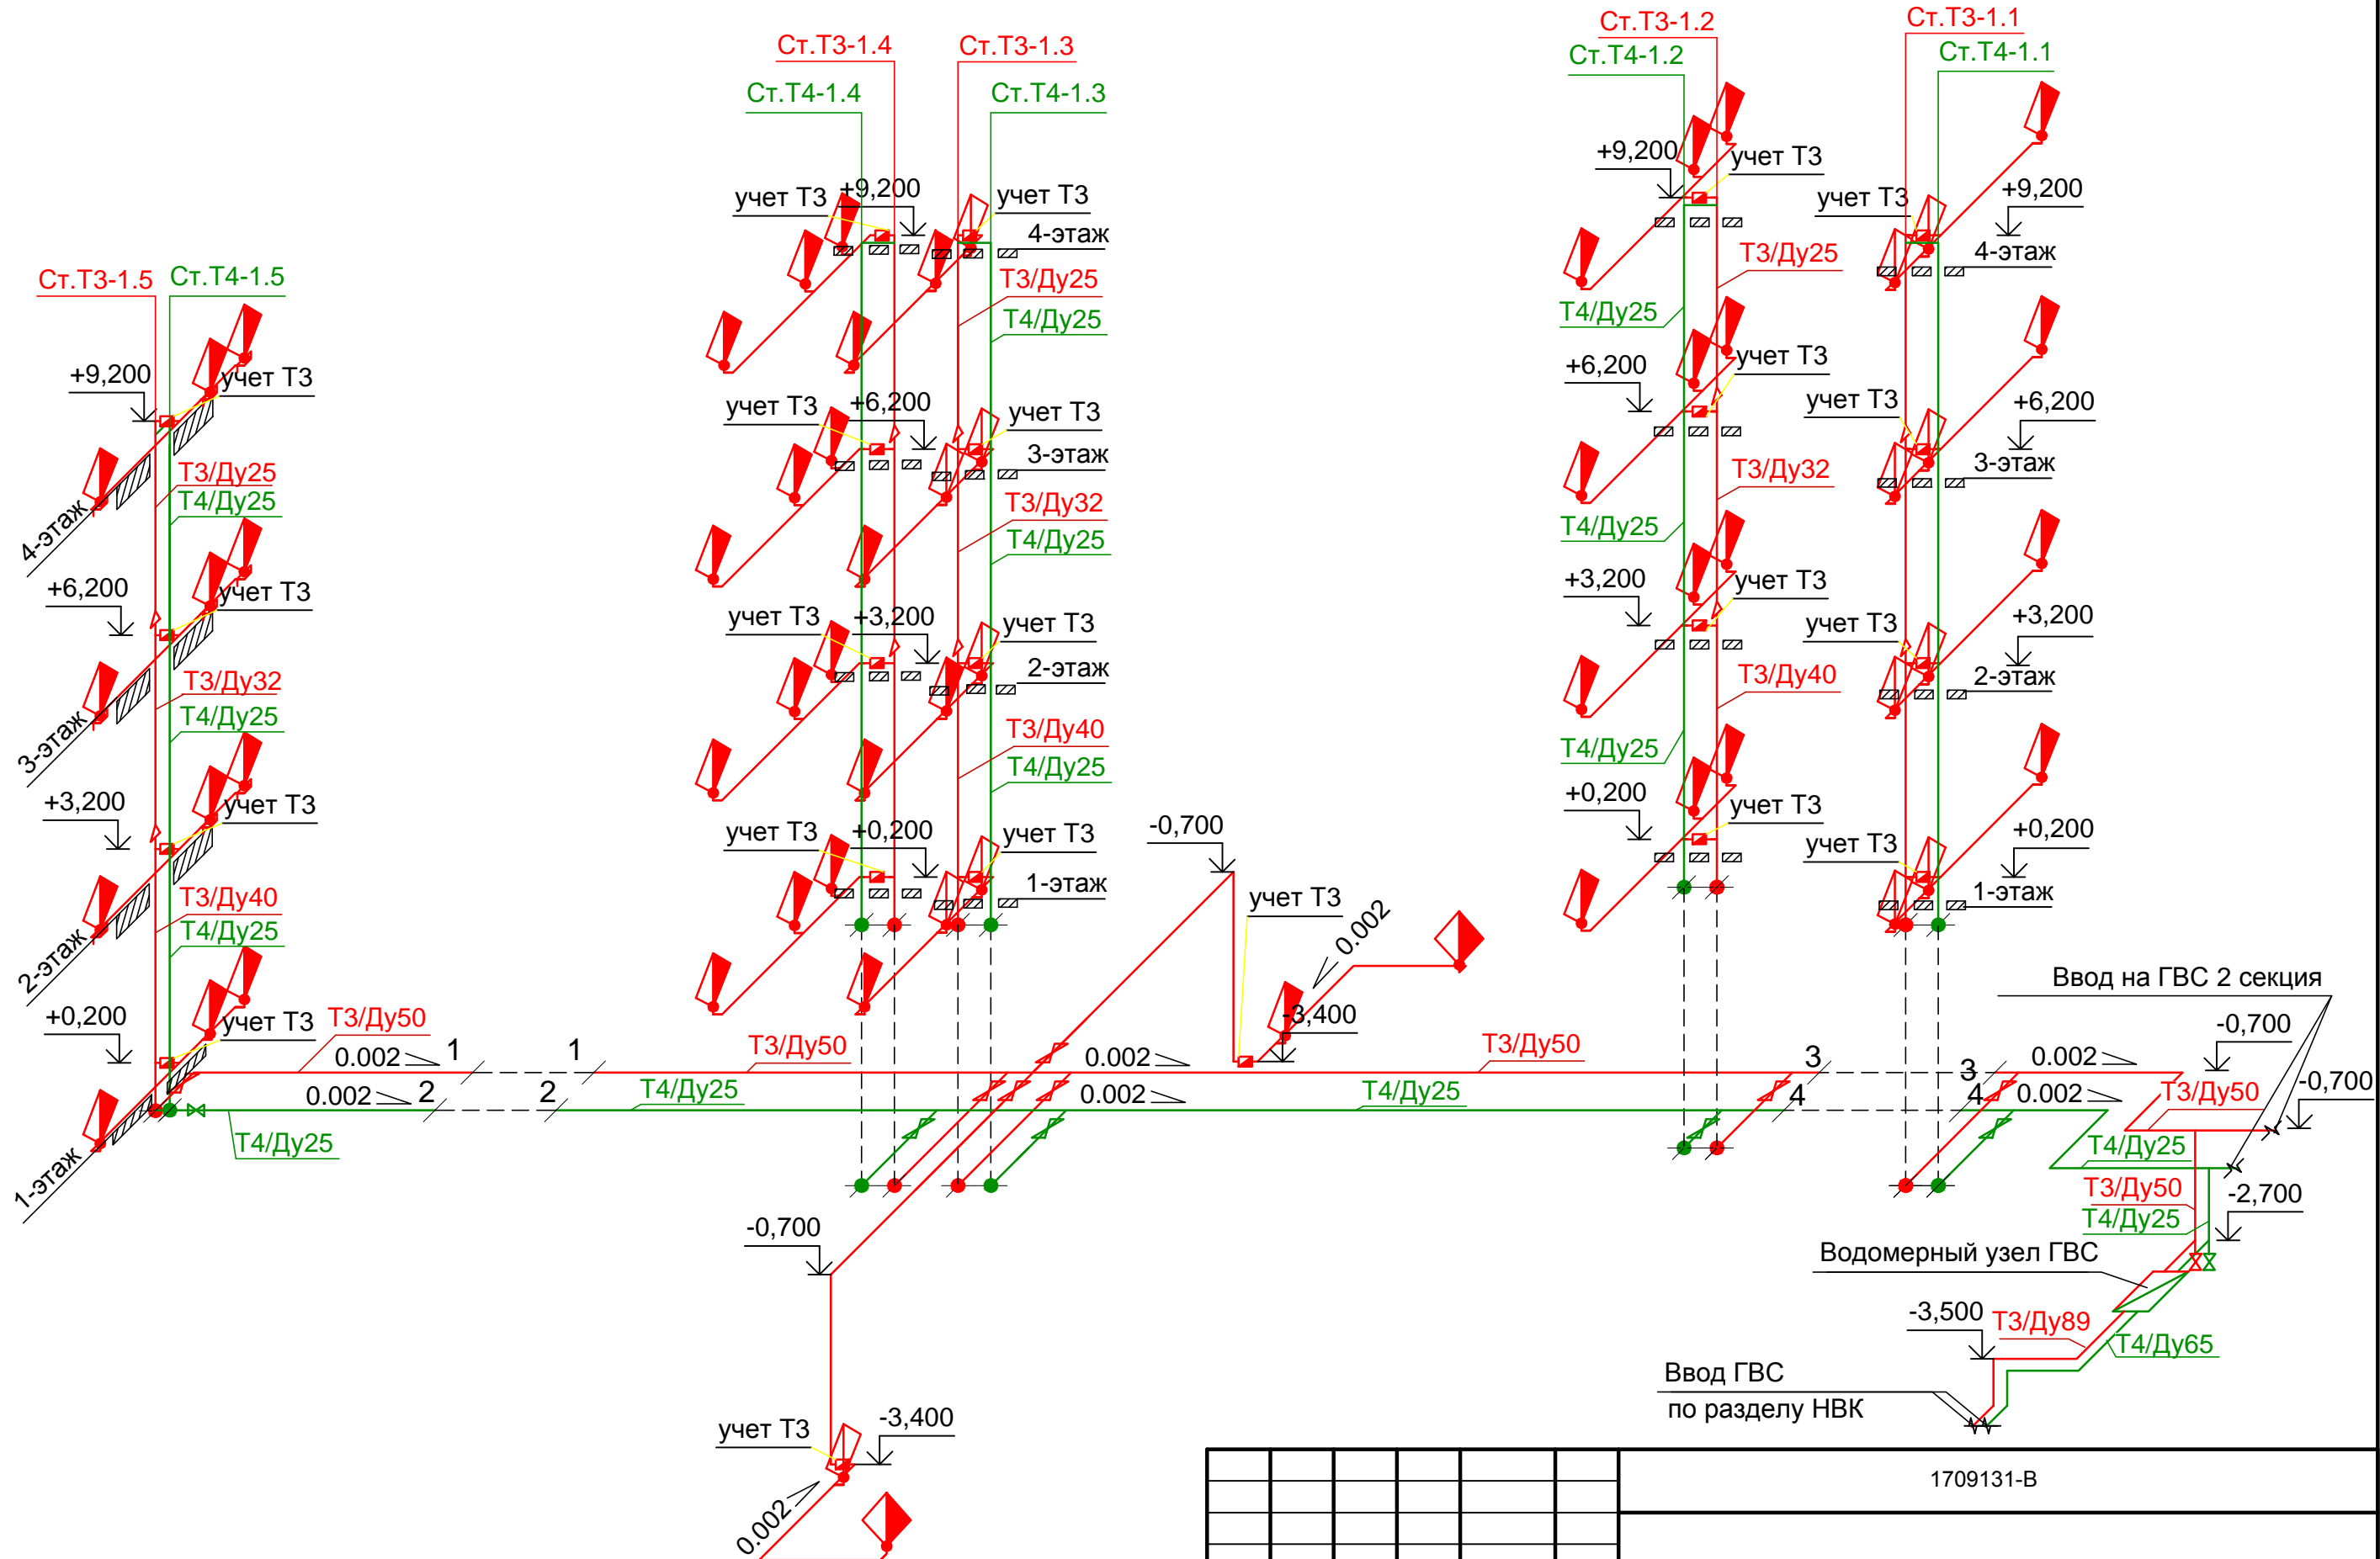 Ст.Т3-1.2
Ст.Т3-1.1
Ст.Т3-1.4
Ст.Т3-1.3
Ст.Т4-1.2
Ст.Т4-1.1
Ст.Т4-1.4
Ст.Т4-1.3
+9,200
учет Т3
учет Т3
+9,200
учет Т3
учет Т3
+9,200
4-этаж
Т3/Ду25
4-этаж
Ст.Т3-1.5
Ст.Т4-1.5
Т3/Ду25
Т4/Ду25
Т4/Ду25
+9,200
учет Т3
+6,200
учет Т3
учет Т3
+6,200
учет Т3
учет Т3
+6,200
3-этаж
3-этаж
Т3/Ду25
Т3/Ду32
Т4/Ду25
Т3/Ду32
4-этаж
Т4/Ду25
Т4/Ду25
+6,200
учет Т3
+3,200
учет Т3
учет Т3
+3,200
учет Т3
учет Т3
+3,200
2-этаж
Т3/Ду40
2-этаж
Т3/Ду32
Т4/Ду25
Т3/Ду40
3-этаж
Т4/Ду25
Т4/Ду25
+3,200
учет Т3
+0,200
учет Т3
учет Т3
+0,200
учет Т3
-0,700
учет Т3
+0,200
1-этаж
1-этаж
Т3/Ду40
учет Т3
Т4/Ду25
0.002
2-этаж
Ввод на ГВС 2 секция
+0,200
учет Т3
Т3/Ду50
-3,400
-0,700
0.002
1
1
Т3/Ду50
0.002
Т3/Ду50
3
3
0.002
-0,700
0.002
2
2
Т4/Ду25
0.002
Т4/Ду25
4
4
0.002
Т3/Ду50
Т4/Ду25
Т4/Ду25
1-этаж
Т3/Ду50
-2,700
Т4/Ду25
-0,700
Водомерный узел ГВС
-3,500
Т3/Ду89
Т4/Ду65
Ввод ГВС
по разделу НВК
учет Т3
-3,400
0.002
1709131-В